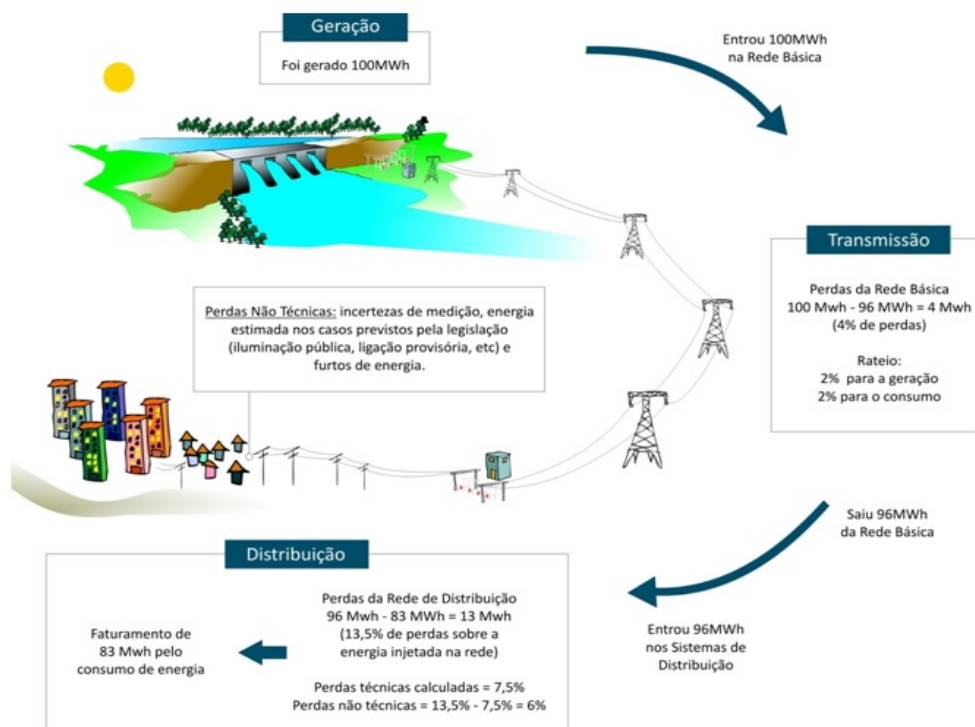 Geração
Foi gerado 100MWh
Entrou 100MWh
na Rede Básica
Transmissão
Perdas da Rede Básica
100 Mwh - 96 MWh = 4 Mwh
(4% de perdas)
Rateio:
2% para a geração
2% para o consumo
Perdas Não Técnicas: incertezas de medição, energia
estimada nos casos previstos pela legislação
(iluminação pública, ligação provisória, etc) e
furtos de energia.
Saiu 96MWh
da Rede Básica
Entrou 96MWh
nos Sistemas de
Distribuição
Distribuição
Perdas da Rede de Distribuição
96 Mwh - 83 MWh = 13 Mwh
(13,5% de perdas sobre a
energia injetada na rede)
Perdas técnicas calculadas = 7,5%
Perdas não técnicas = 13,5% - 7,5% = 6%
Faturamento de
83 Mwh pelo
consumo de energia